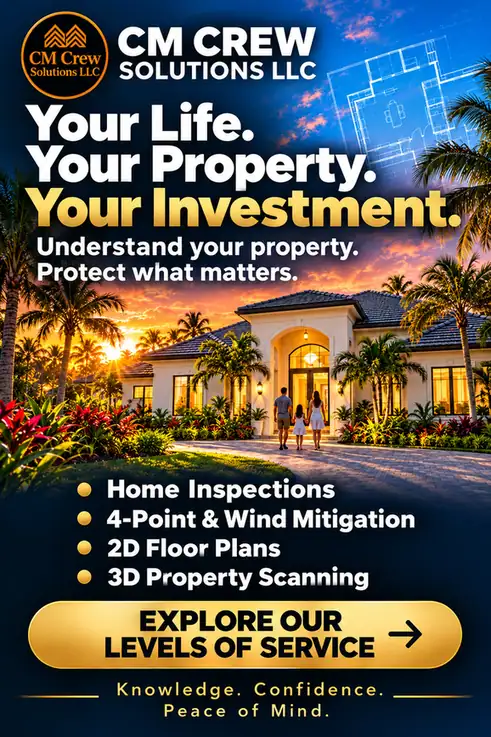 CM Crew
Solutions LLC
CM CREW
SOLUTIONS LLC
Your Life.
Your Property.
Your Investment.
Understand your property.
Protect what matters.
Home Inspections
4-Point & Wind Mitigation
2D Floor Plans
3D Property Scanning
EXPLORE OUR
LEVELS OF SERVICE
Knowledge. Confidence.
Peace of Mind.